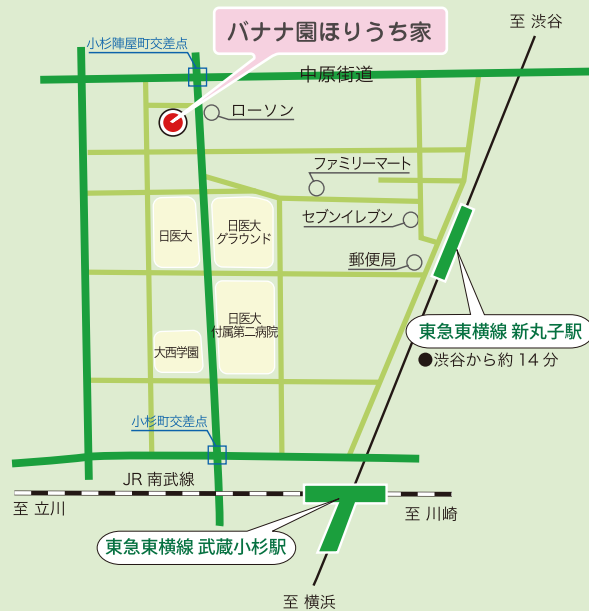 至 渋谷
バナナ園ほりうち家
小杉陣屋町交差点
中原街道
ローソン
ファミリーマート
セブンイレブン
日医大
日医大
グラウンド
郵便局
日医大
付属第二病院
東急東横線 新丸子駅
●渋谷から約 14 分
大西学園
小杉町交差点
JR 南武線
至 立川
至 川崎
東急東横線 武蔵小杉駅
至 横浜